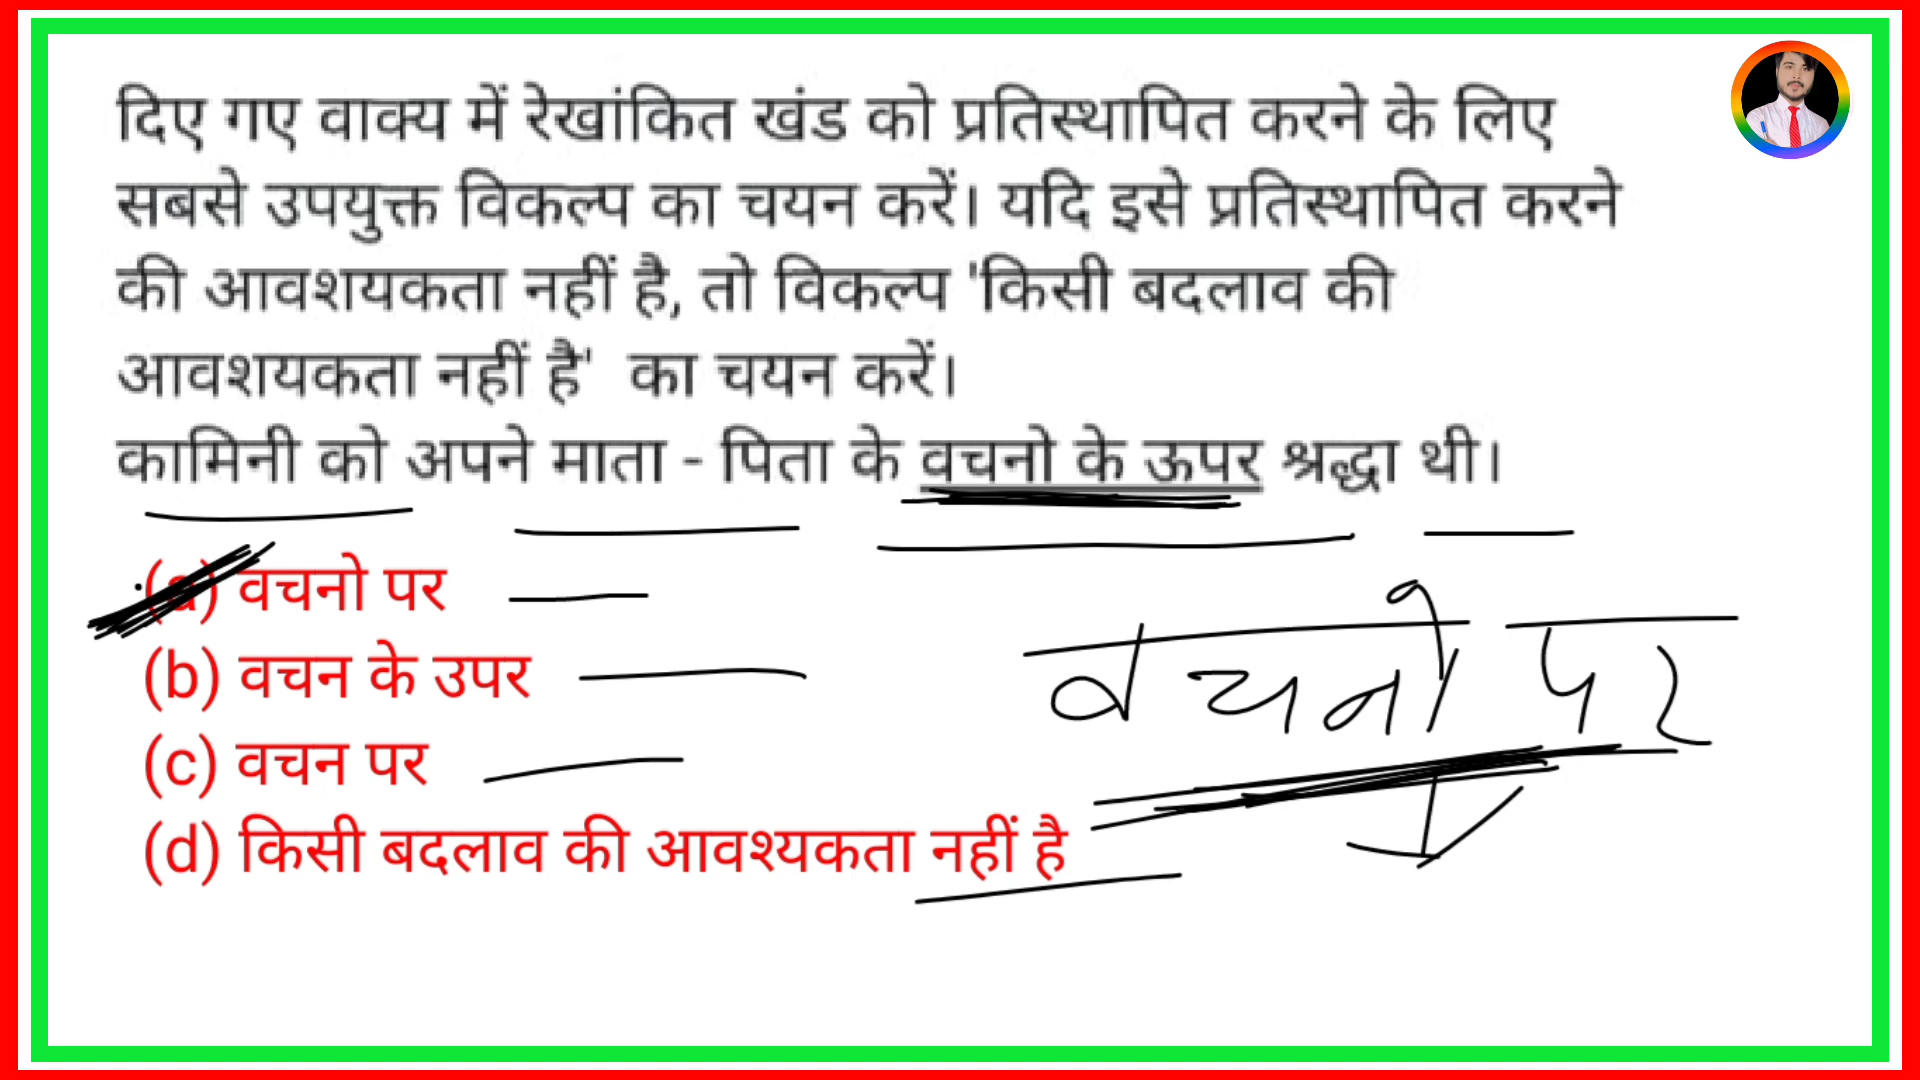 दिए गए वाक्य में रेखांकित खंड को प्रतिस्थापित करने के लिए
सबसे उपयुक्त विकल्प का चयन करें। यदि इसे प्रतिस्थापित करने
की आवशयकता नहीं है, तो विकल्प 'किसी बदलाव की
आवशयकता नहीं है' का चयन करें।
कामिनी को अपने माता - पिता के वचनो के ऊपर श्रद्धा थी।
(a) वचनो पर
(b) वचन के उपर
वचनो पर
(c) वचन पर
(d) किसी बदलाव की आवश्यकता नहीं है